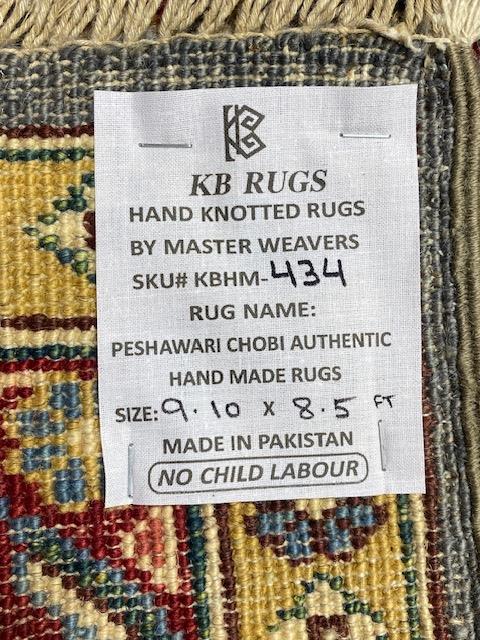 KB
KB RUGS
HAND KNOTTED RUGS
BY MASTER WEAVERS
SKU# KBHM-434
RUG NAME:
PESHAWARI CHOBI AUTHENTIC
HAND MADE RUGS
SIZE: 9.10 X 8.5 FT
MADE IN PAKISTAN
NO CHILD LABOUR